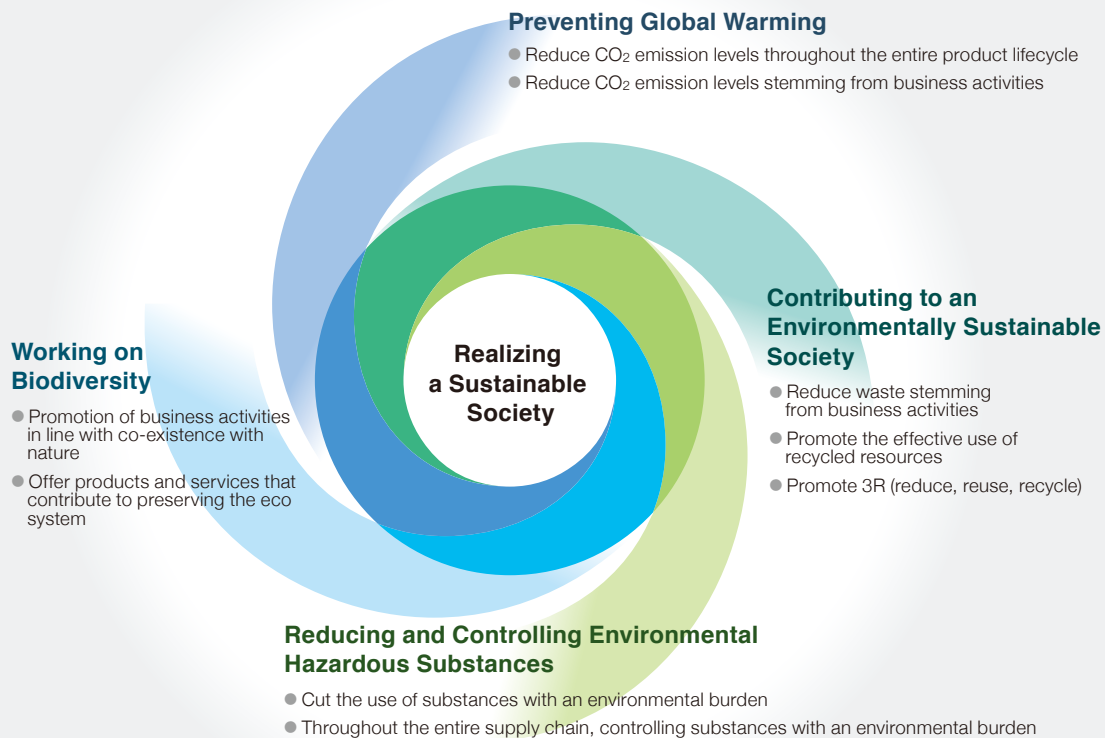 Preventing Global Warming
● Reduce CO₂ emission levels throughout the entire product lifecycle
● Reduce CO₂ emission levels stemming from business activities
Contributing to an
Environmentally Sustainable
Society
● Reduce waste stemming
from business activities
● Promote the effective use of
recycled resources
● Promote 3R (reduce, reuse, recycle)
Realizing
a Sustainable
Society
Working on
Biodiversity
● Promotion of business activities
in line with co-existence with
nature
● Offer products and services that
contribute to preserving the eco
system
Reducing and Controlling Environmental
Hazardous Substances
● Cut the use of substances with an environmental burden
● Throughout the entire supply chain, controlling substances with an environmental burden